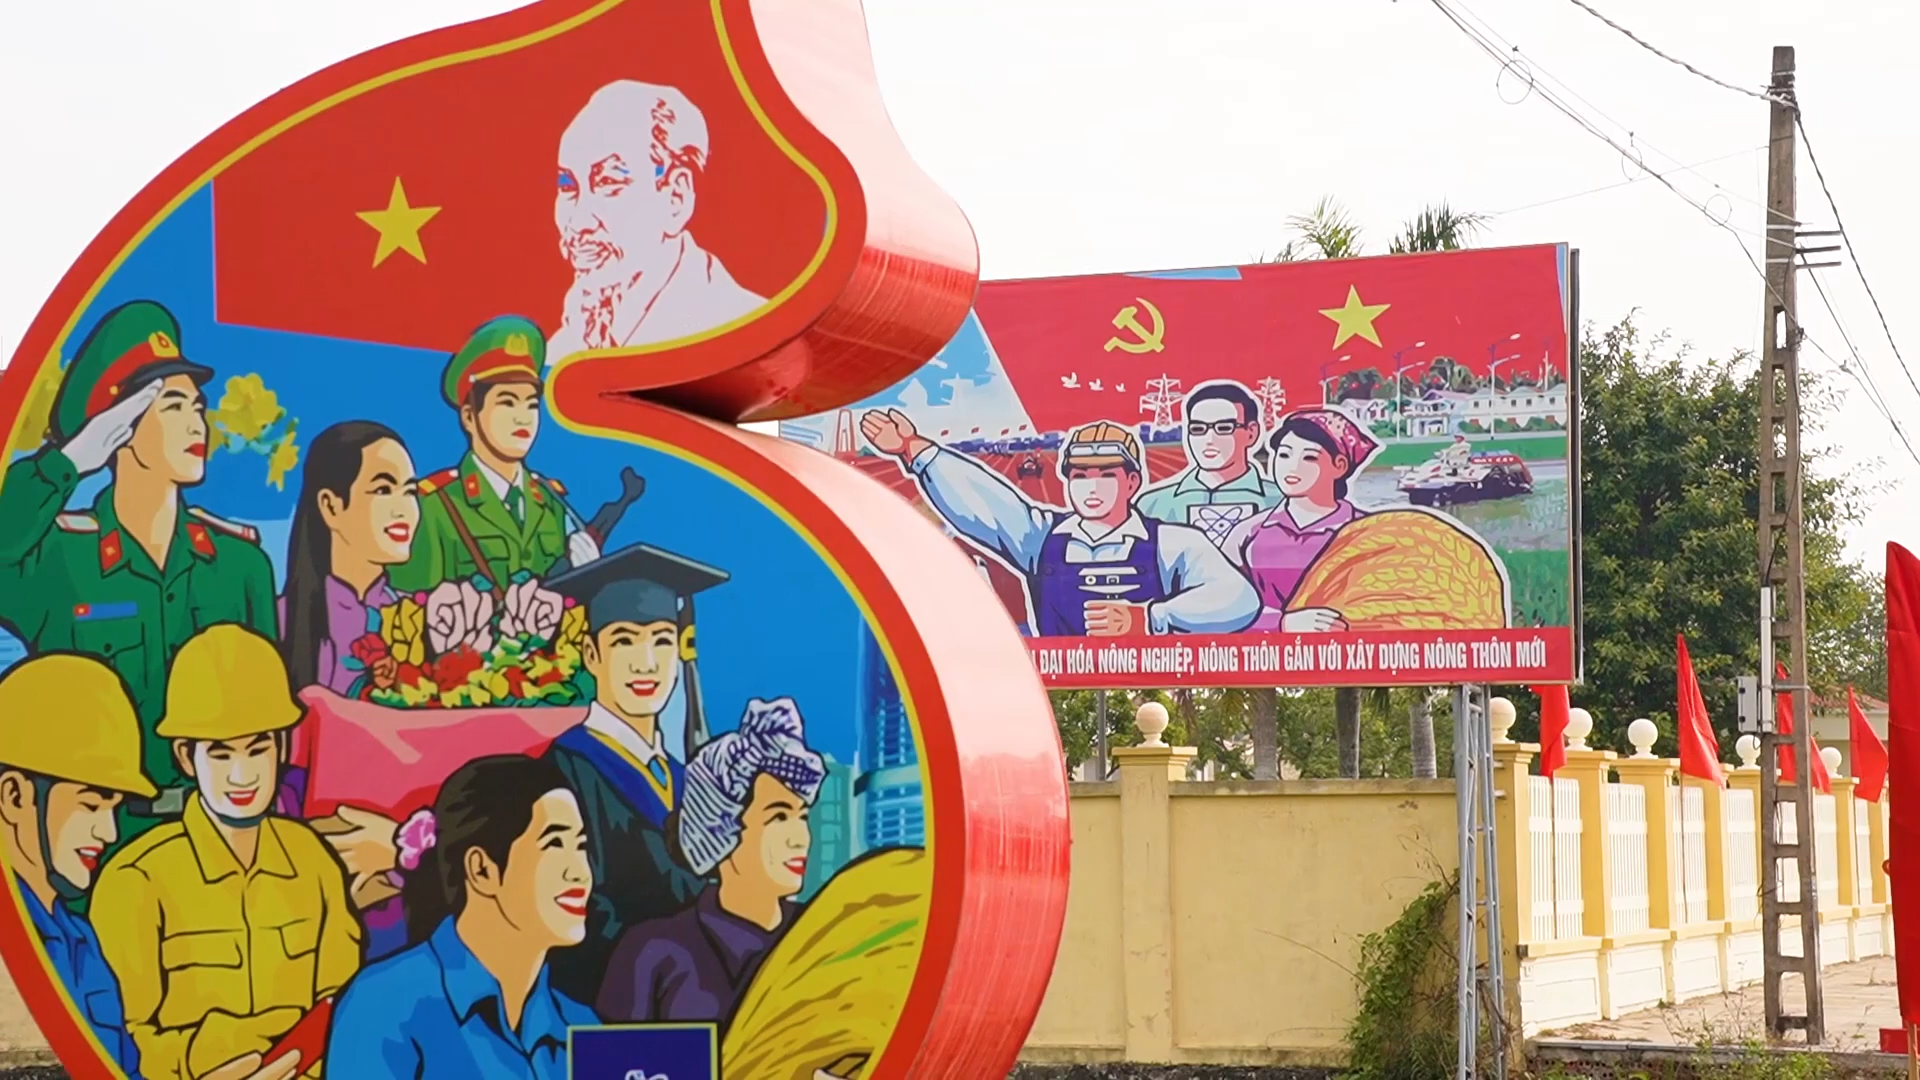 ĐẠI HÓA NÔNG NGHIỆP, NÔNG THÔN GẮN VỚI XÂY DỰNG NÔNG THÔN MỚI